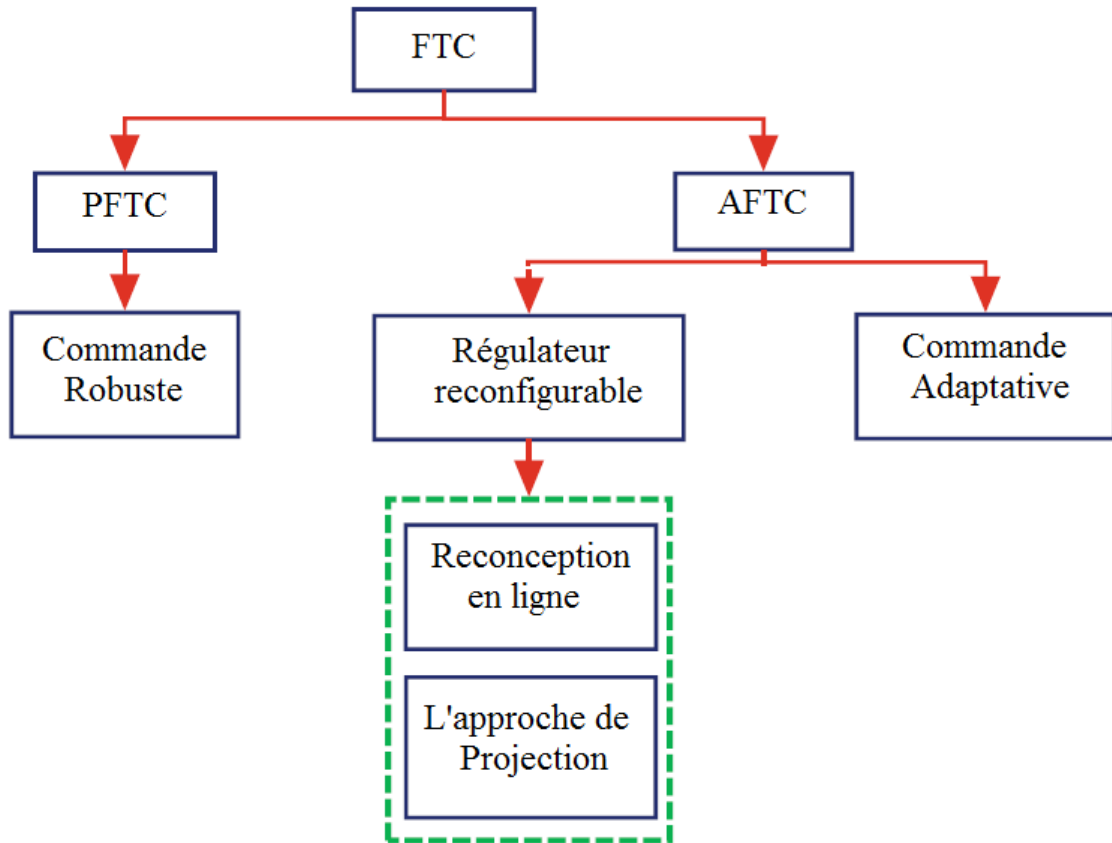 FTC
PFTC
AFTC
Commande
Robuste
Régulateur
reconfigurable
Commande
Adaptative
Reconception
en ligne
L'approche de
Projection